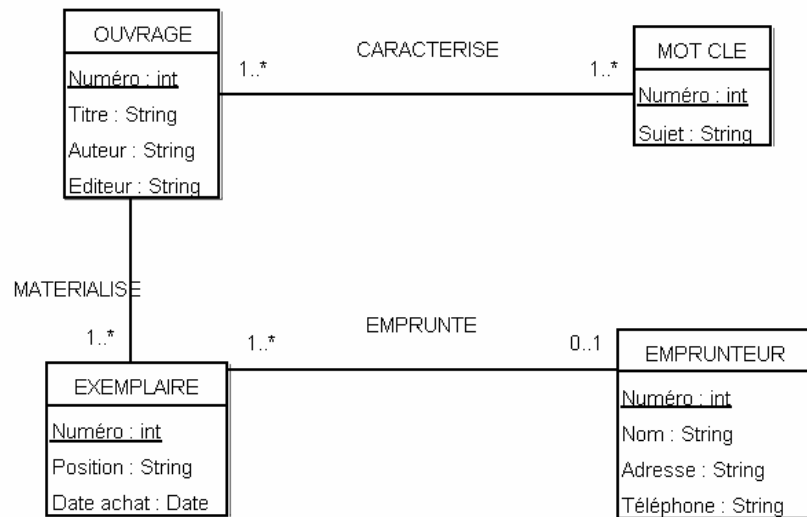 OUVRAGE
Numéro : int
Titre : String
Auteur : String
Editeur : String
1..*
CARACTERISE
1..*
MOT CLE
Numéro : int
Sujet : String
MATERIALISE
1..*
EXEMPLAIRE
Numéro : int
Position : String
Date achat : Date
1..*
EMPRUNTE
0..1
EMPRUNTEUR
Numéro : int
Nom : String
Adresse : String
Téléphone : String